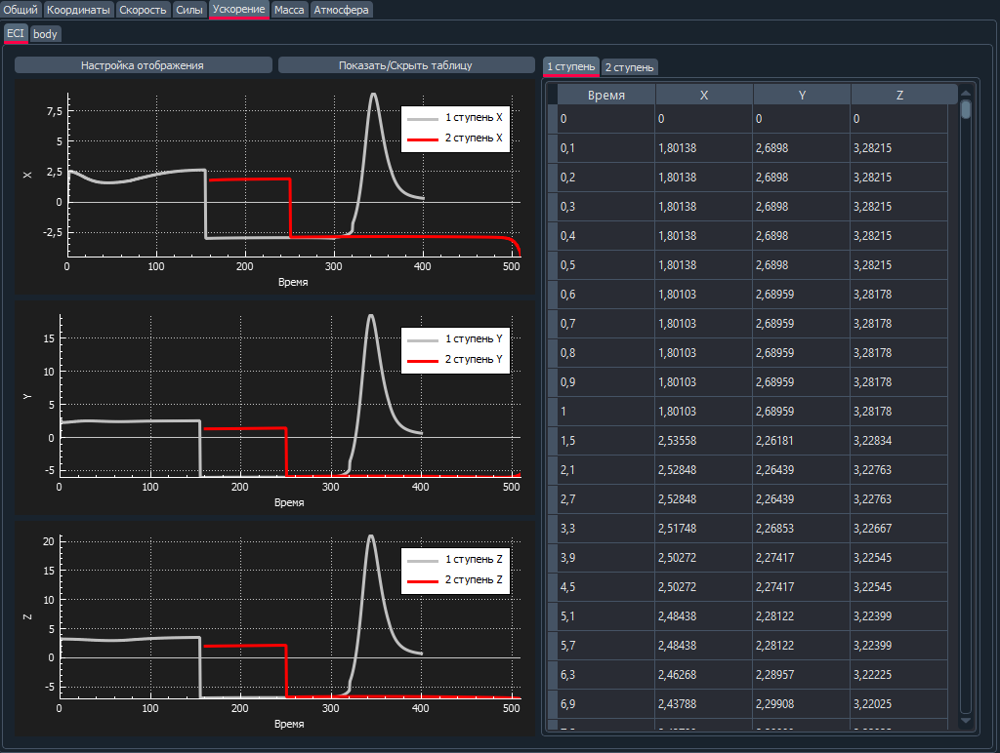 Общий Координаты Скорость Силы Ускорение Масса Атмосфера
ECI body
Настройка отображения Показать/Скрыть таблицу
7,5
5
2,5
0
-2,5
X
0 100 200 300 400 500
Время
1 ступень X
2 ступень X
15
10
5
0
-5
Y
0 100 200 300 400 500
Время
1 ступень Y
2 ступень Y
20
15
10
5
0
-5
Z
0 100 200 300 400 500
Время
1 ступень Z
2 ступень Z
1 ступень 2 ступень
Время X Y Z
0 0 0 0
0,1 1,80138 2,6898 3,28215
0,2 1,80138 2,6898 3,28215
0,3 1,80138 2,6898 3,28215
0,4 1,80138 2,6898 3,28215
0,5 1,80138 2,6898 3,28215
0,6 1,80103 2,68959 3,28178
0,7 1,80103 2,68959 3,28178
0,8 1,80103 2,68959 3,28178
0,9 1,80103 2,68959 3,28178
1 1,80103 2,68959 3,28178
1,5 2,53558 2,26181 3,22834
2,1 2,52848 2,26439 3,22763
2,7 2,52848 2,26439 3,22763
3,3 2,51748 2,26853 3,22667
3,9 2,50272 2,27417 3,22545
4,5 2,50272 2,27417 3,22545
5,1 2,48438 2,28122 3,22399
5,7 2,48438 2,28122 3,22399
6,3 2,46268 2,28957 3,22225
6,9 2,43788 2,29908 3,22025